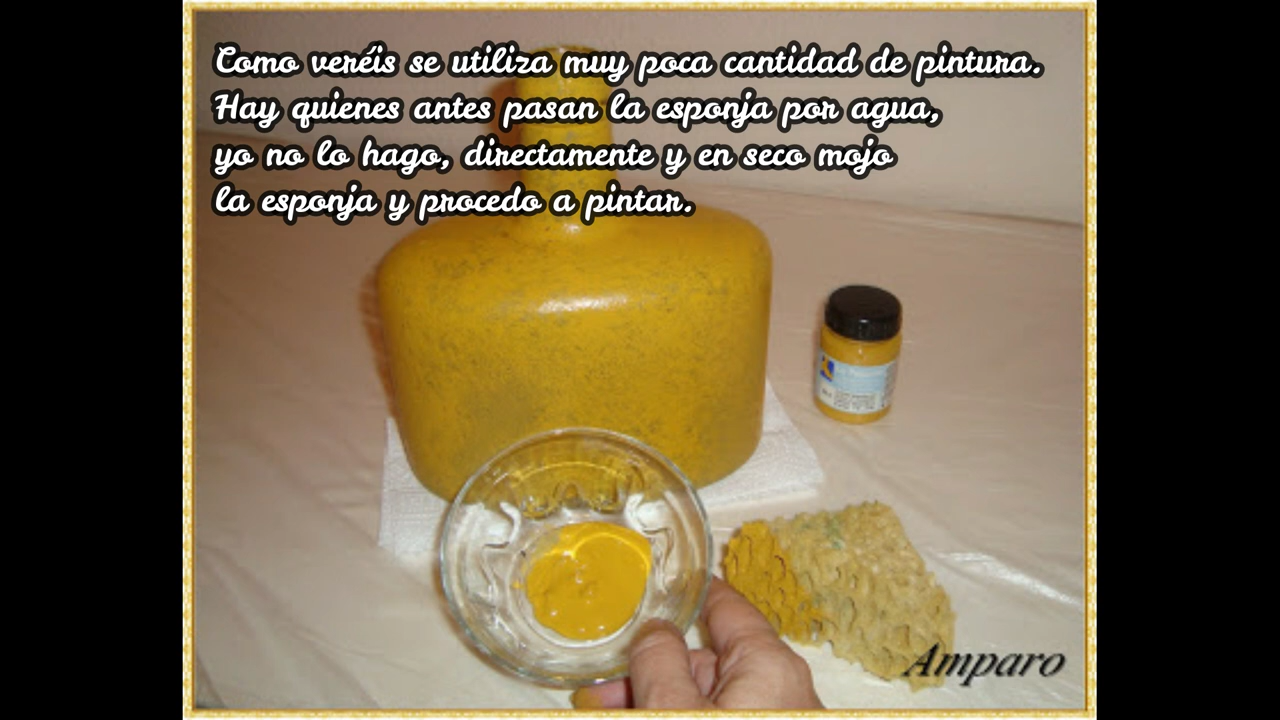 Como veréis se utiliza muy poca cantidad de pintura.
Hay quienes antes pasan la esponja por agua,
yo no lo hago, directamente y en seco mojo
la esponja y procedo a pintar.
Amparo